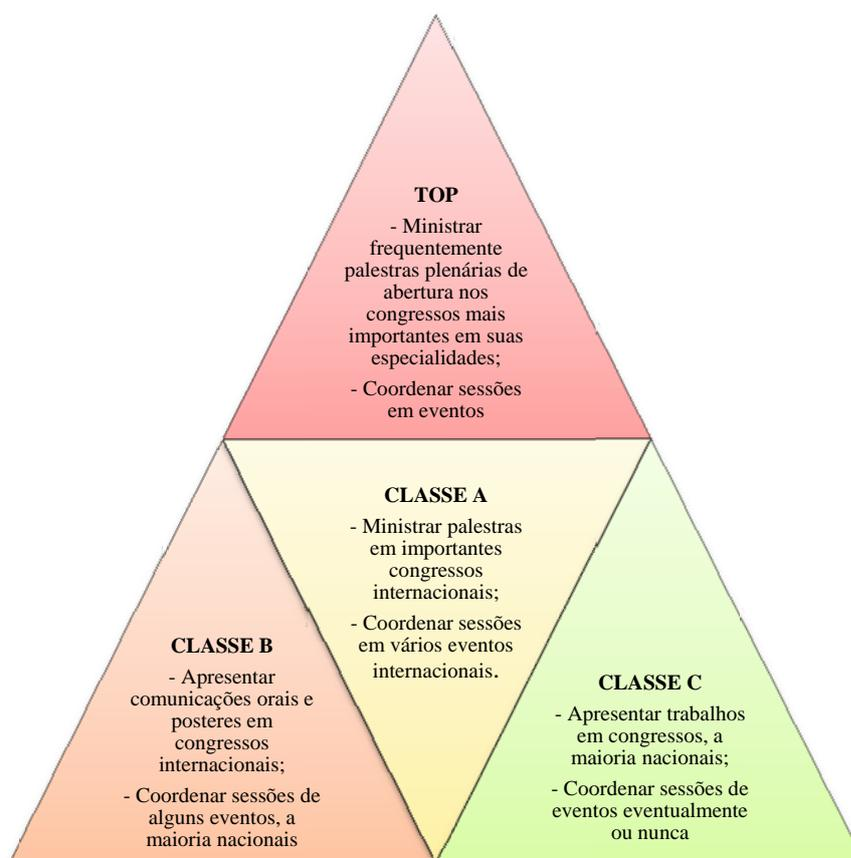 TOP
- Ministrar
frequentemente
palestras plenárias de
abertura nos
congressos mais
importantes em suas
especialidades;
- Coordenar sessões
em eventos
CLASSE A
- Ministrar palestras
em importantes
congressos
internacionais;
- Coordenar sessões
em vários eventos
internacionais.
CLASSE B
- Apresentar
comunicações orais e
posteres em
congressos
internacionais;
- Coordenar sessões de
alguns eventos, a
maioria nacionais
CLASSE C
- Apresentar trabalhos
em congressos, a
maioria nacionais;
- Coordenar sessões de
eventos eventualmente
ou nunca